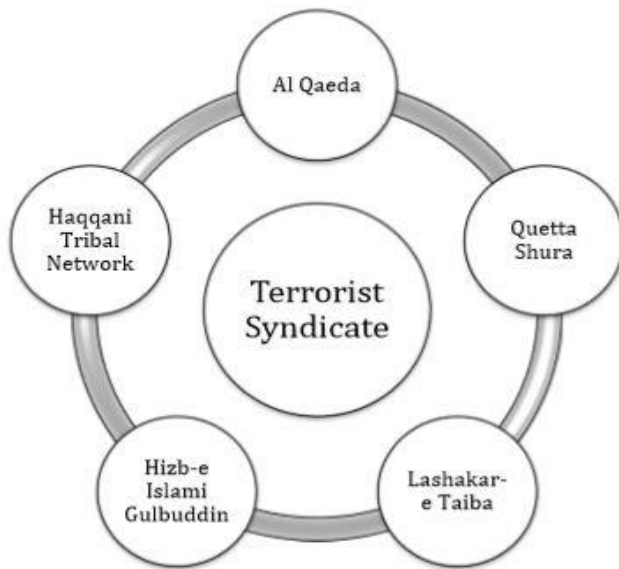 Al Qaeda
Haqqani
Tribal
Network
Quetta
Shura
Terrorist
Syndicate
Hizb-e
Islami
Gulbuddin
Lashakar-
e Taiba